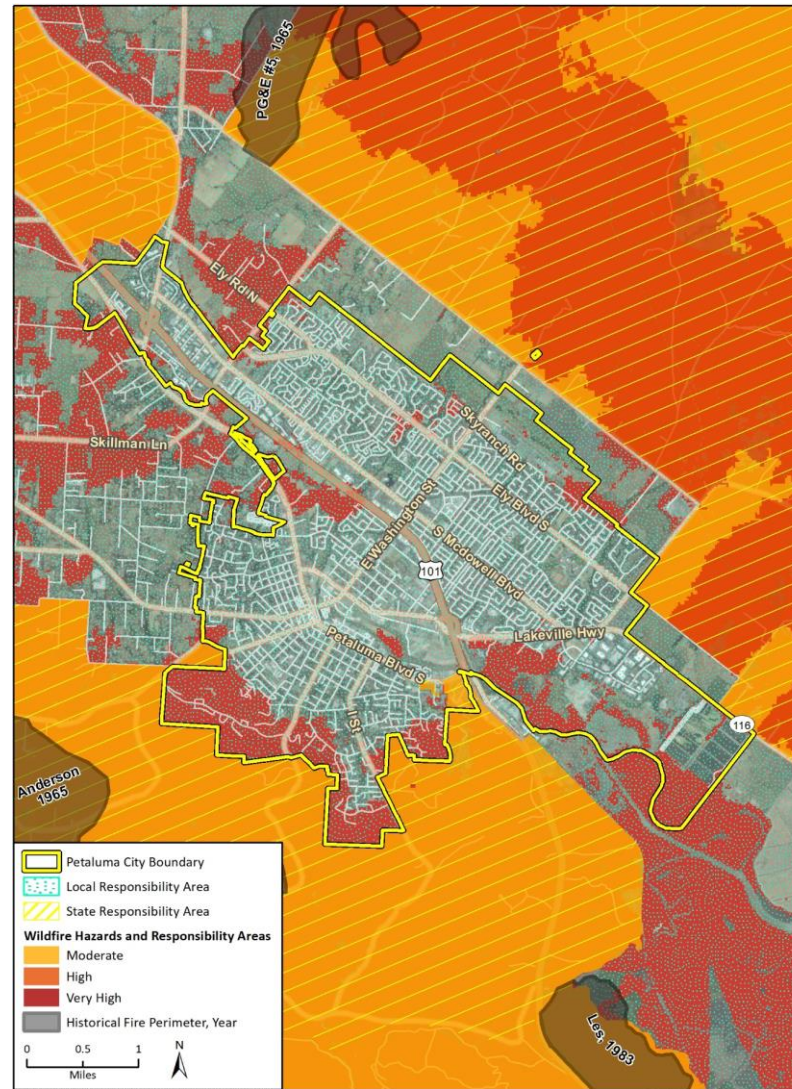 PG&E #5, 1965
Ely Rd N
Skillman Ln
Skyranch Rd
Ely Blvd S
E Washington St
S Mcdowell Blvd
101
Lakeville Hwy
Petaluma Blvd S
I St
116
Anderson
1965
Les, 1983
Petaluma City Boundary
Local Responsibility Area
State Responsibility Area
Wildfire Hazards and Responsibility Areas
Moderate
High
Very High
Historical Fire Perimeter, Year
0 0.5 1
Miles
N